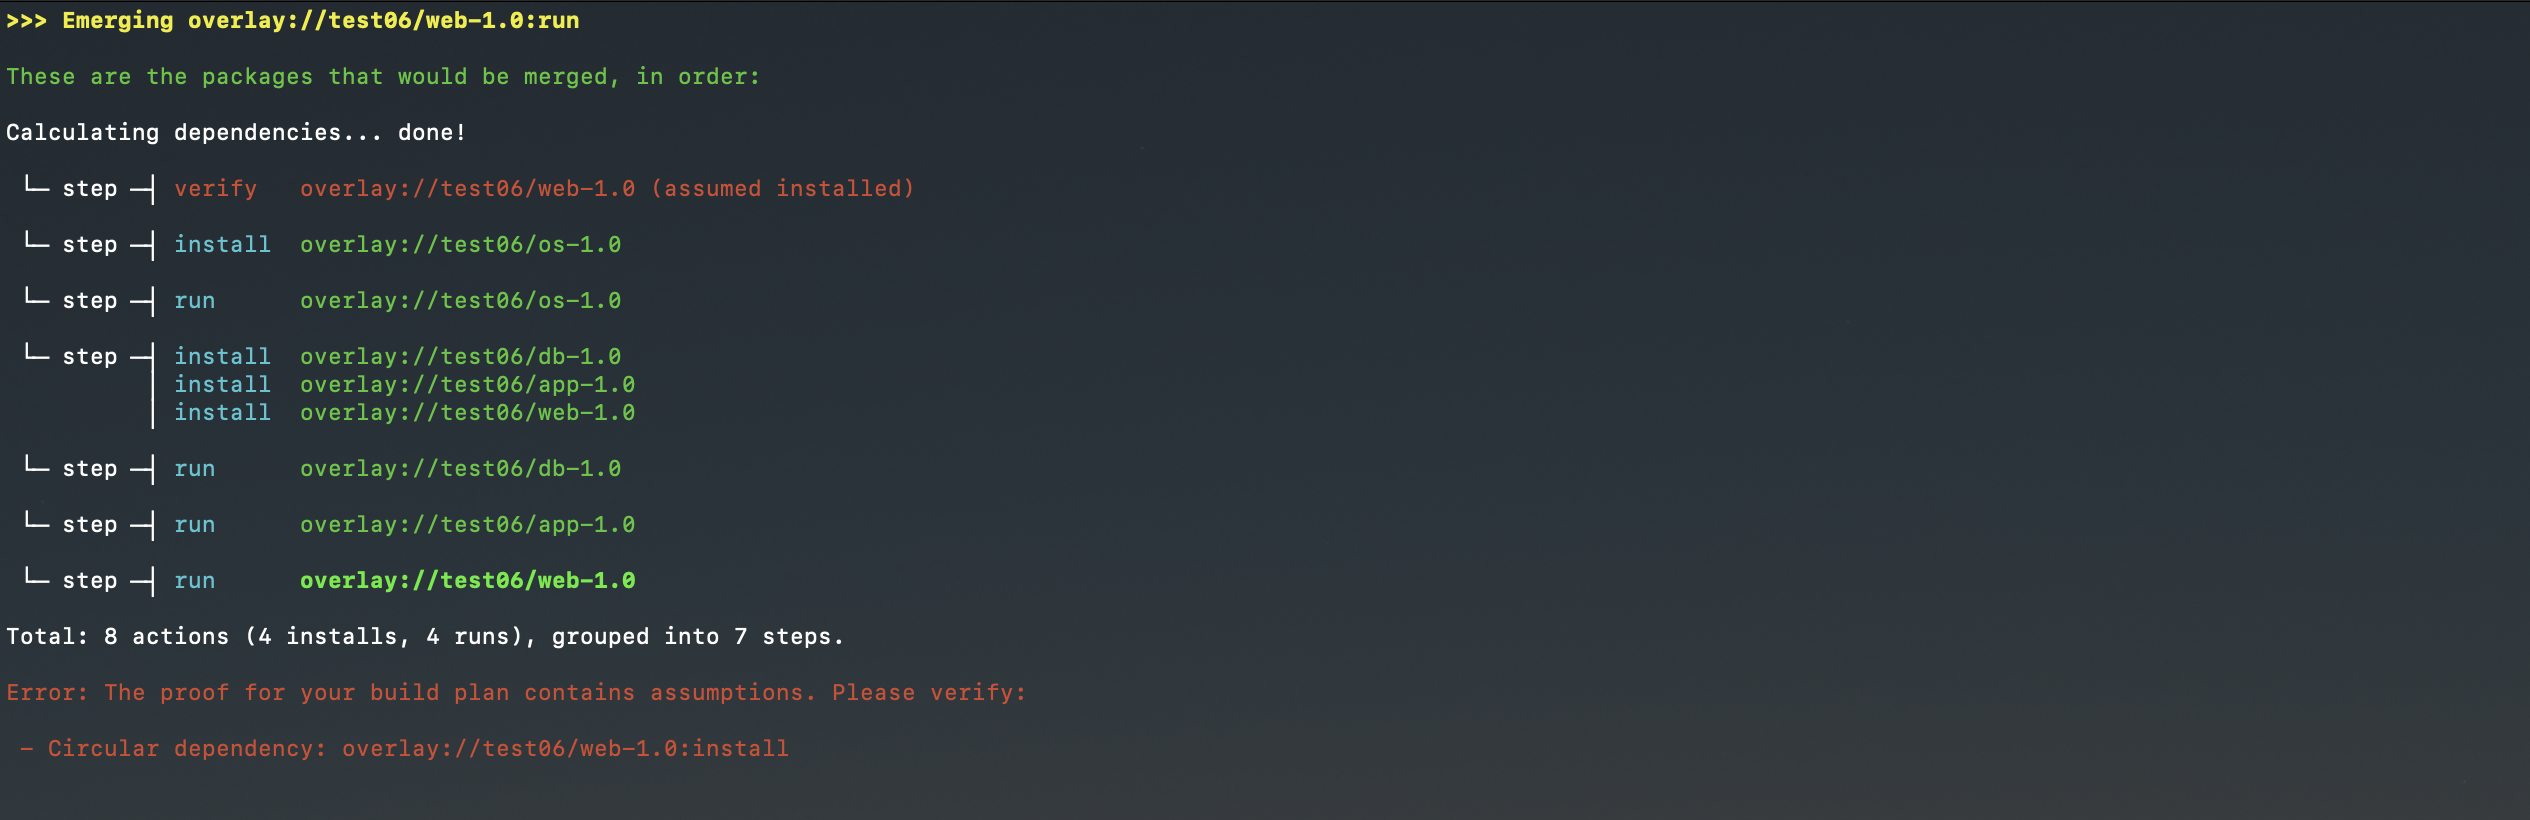 >>> Emerging overlay://test06/web-1.0:run
These are the packages that would be merged, in order:
Calculating dependencies... done!
└─ step ─┤ verify   overlay://test06/web-1.0 (assumed installed)
└─ step ─┤ install  overlay://test06/os-1.0
└─ step ─┤ run      overlay://test06/os-1.0
└─ step ─┤ install  overlay://test06/db-1.0
│ install  overlay://test06/app-1.0
│ install  overlay://test06/web-1.0
└─ step ─┤ run      overlay://test06/db-1.0
└─ step ─┤ run      overlay://test06/app-1.0
└─ step ─┤ run      overlay://test06/web-1.0
Total: 8 actions (4 installs, 4 runs), grouped into 7 steps.
Error: The proof for your build plan contains assumptions. Please verify:
- Circular dependency: overlay://test06/web-1.0:install